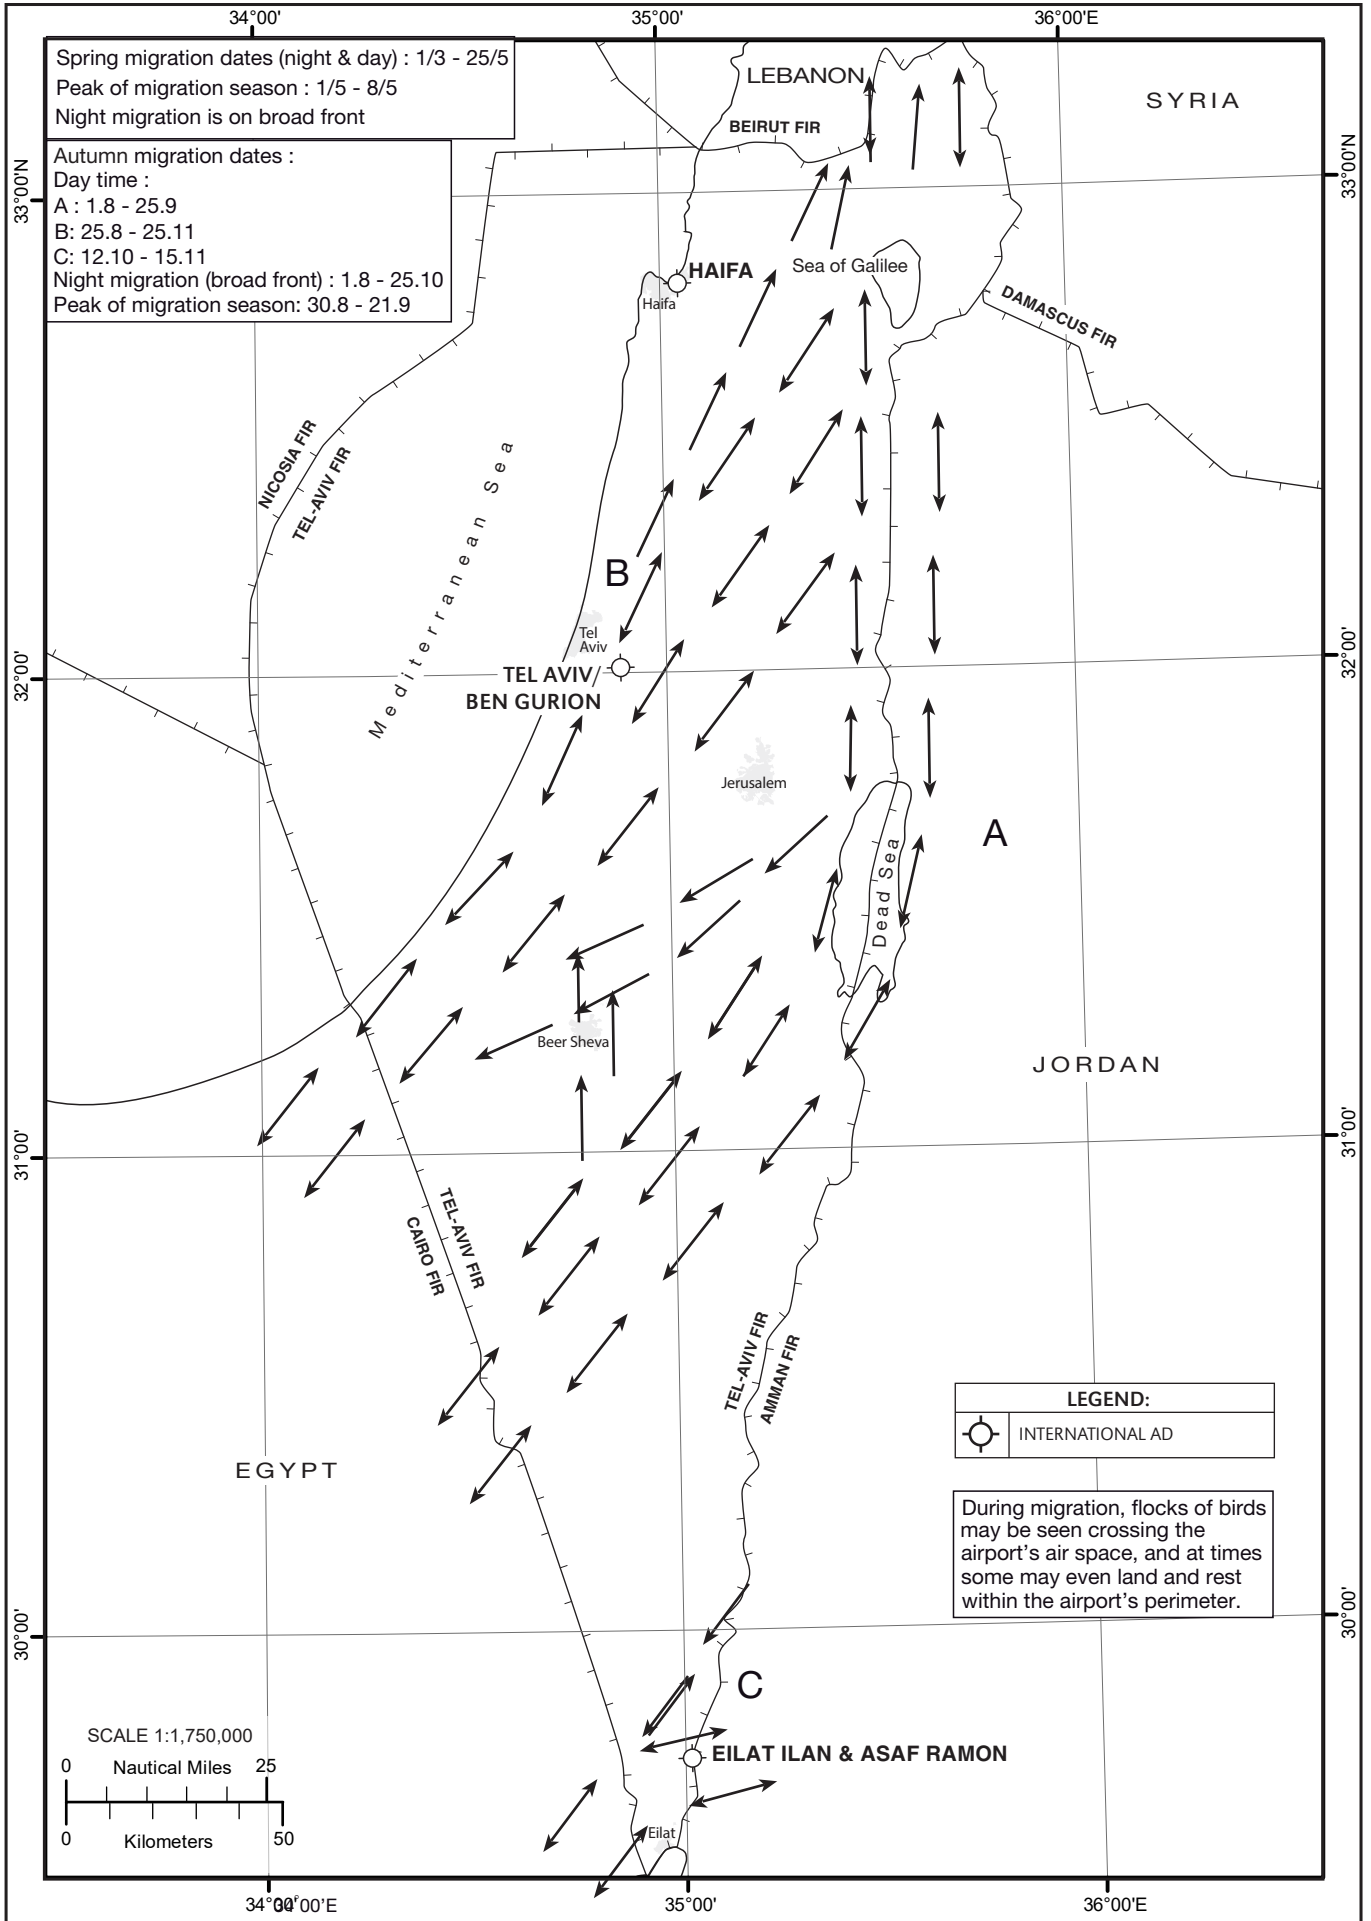 34°00'
35°00'
36°00'E
Spring migration dates (night & day) : 1/3 - 25/5
Peak of migration season : 1/5 - 8/5
Night migration is on broad front
Autumn migration dates :
Day time :
A : 1.8 - 25.9
B: 25.8 - 25.11
C: 12.10 - 15.11
Night migration (broad front) : 1.8 - 25.10
Peak of migration season: 30.8 - 21.9
LEBANON
SYRIA
BEIRUT FIR
33°00'N
33°00'N
HAIFA
Haifa
Sea of Galilee
DAMASCUS FIR
NICOSIA FIR
TEL-AVIV FIR
Mediterranean Sea
B
Tel
Aviv
TEL AVIV/
BEN GURION
32°00'
32°00'
Jerusalem
A
Dead Sea
Beer Sheva
JORDAN
31°00'
31°00'
TEL-AVIV FIR
CAIRO FIR
TEL-AVIV FIR
AMMAN FIR
LEGEND:
INTERNATIONAL AD
EGYPT
During migration, flocks of birds
may be seen crossing the
airport's air space, and at times
some may even land and rest
within the airport's perimeter.
30°00'
30°00'
C
SCALE 1:1,750,000
0 Nautical Miles 25
0 Kilometers 50
EILAT ILAN & ASAF RAMON
Eilat
34°00'E
35°00'
36°00'E